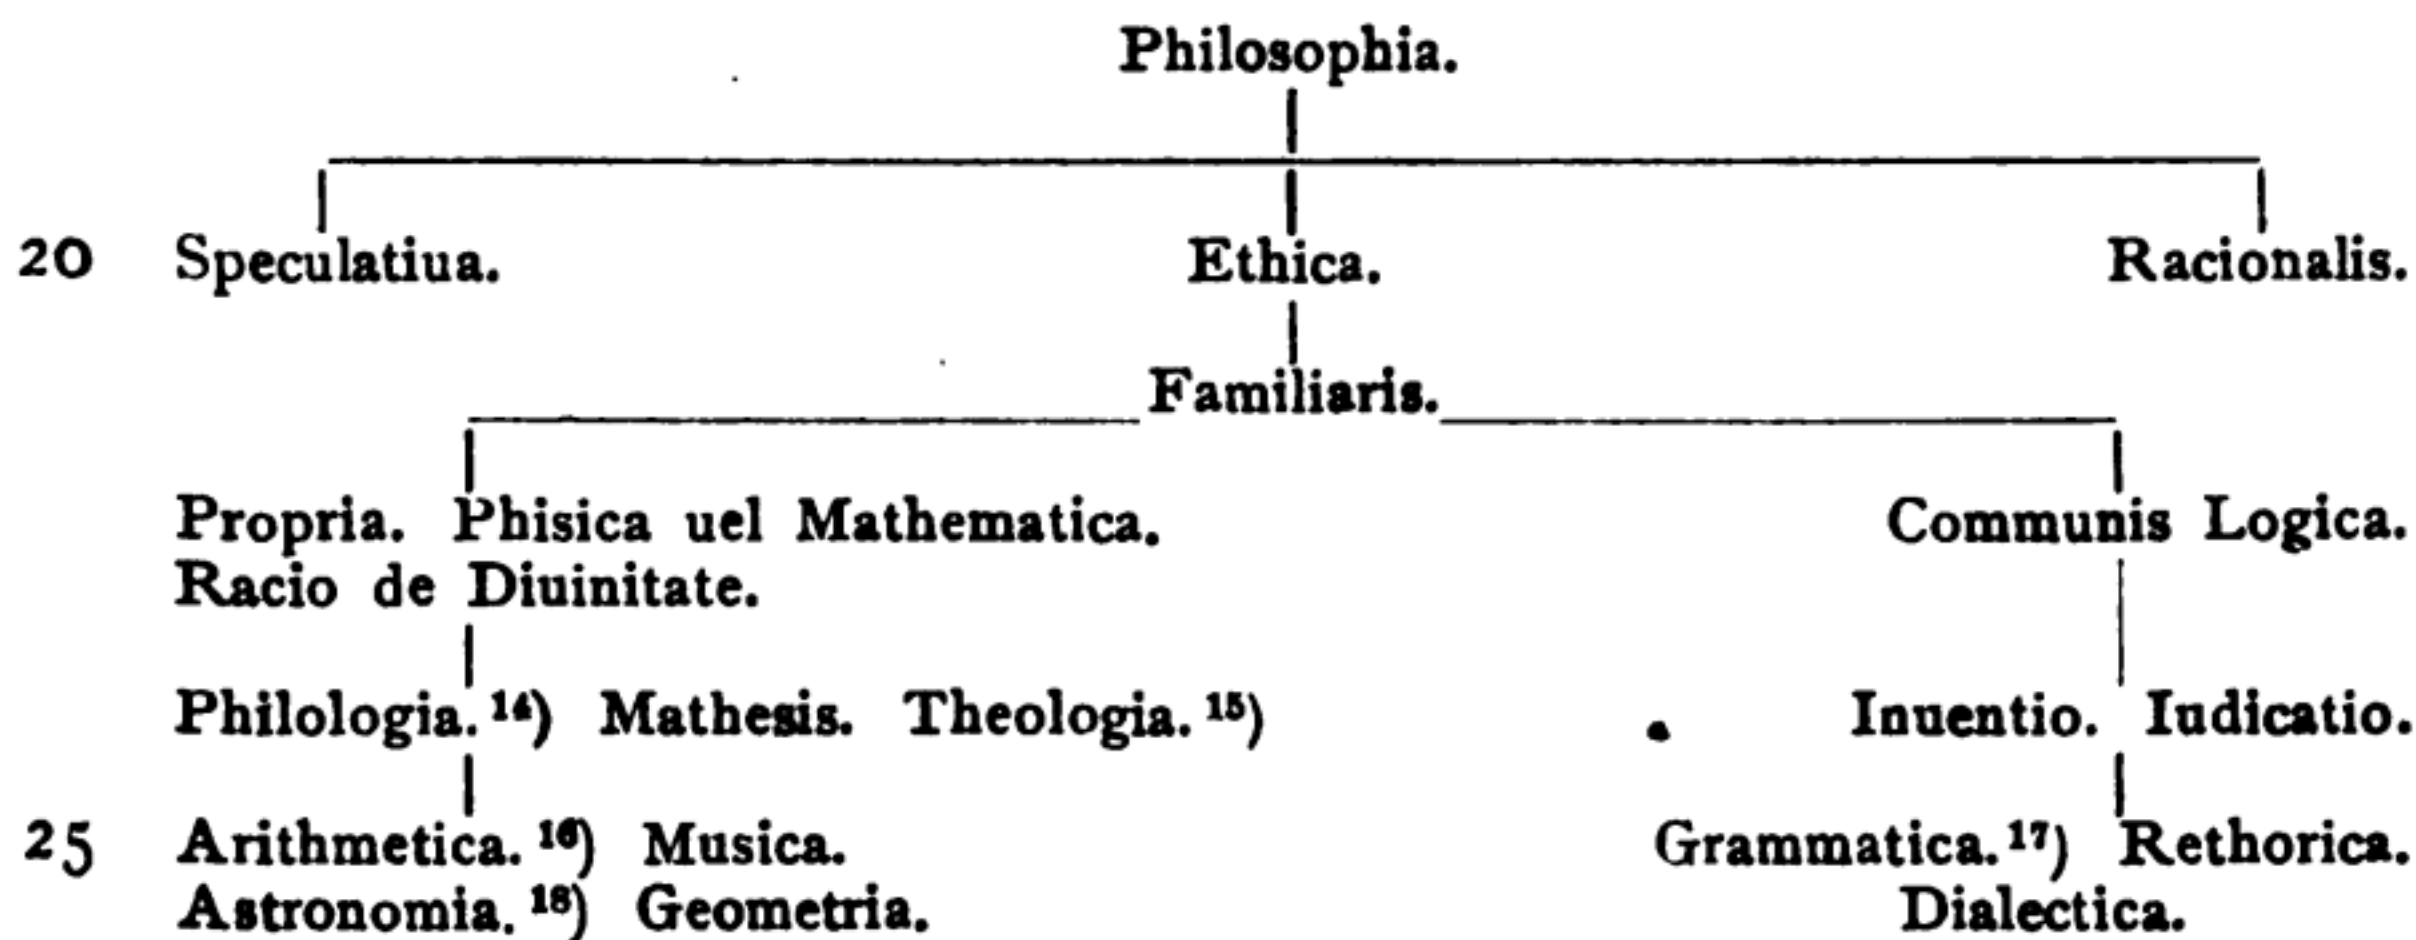 Philosophia.
20 Speculatiua. Ethica. Racionalis.
Familiaris.
Propria. Phisica uel Mathematica. Communis Logica.
Racio de Diuinitate.
Philologia.¹⁴) Mathesis. Theologia.¹⁵) Inuentio. Iudicatio.
25 Arithmetica.¹⁶) Musica. Grammatica.¹⁷) Rethorica.
Astronomia.¹⁸) Geometria. Dialectica.